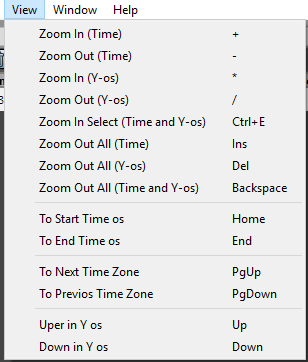 View Window Help
Zoom In (Time) +
Zoom Out (Time) -
Zoom In (Y-os) *
Zoom Out (Y-os) /
Zoom In Select (Time and Y-os) Ctrl+E
Zoom Out All (Time) Ins
Zoom Out All (Y-os) Del
Zoom Out All (Time and Y-os) Backspace
To Start Time os Home
To End Time os End
To Next Time Zone PgUp
To Previos Time Zone PgDown
Uper in Y os Up
Down in Y os Down